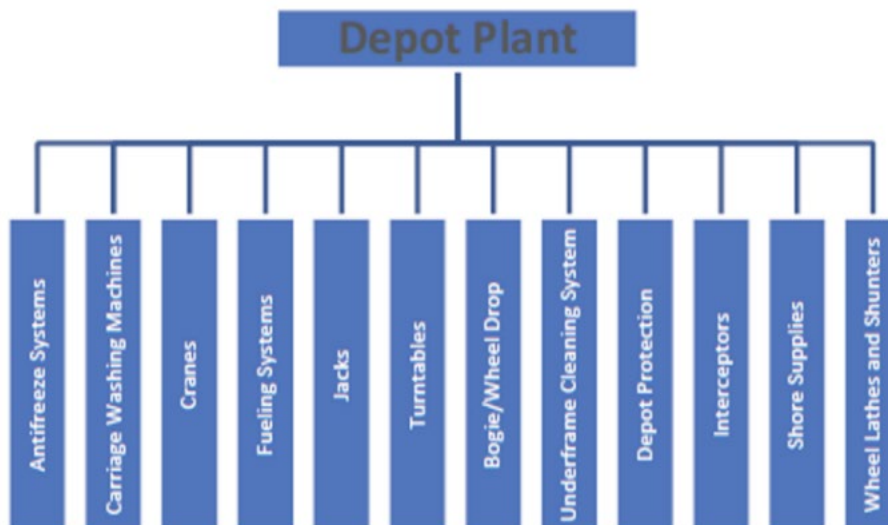 Depot Plant
Antifreeze Systems
Carriage Washing Machines
Cranes
Fueling Systems
Jacks
Turntables
Bogie/Wheel Drop
Underframe Cleaning System
Depot Protection
Interceptors
Shore Supplies
Wheel Lathes and Shunters